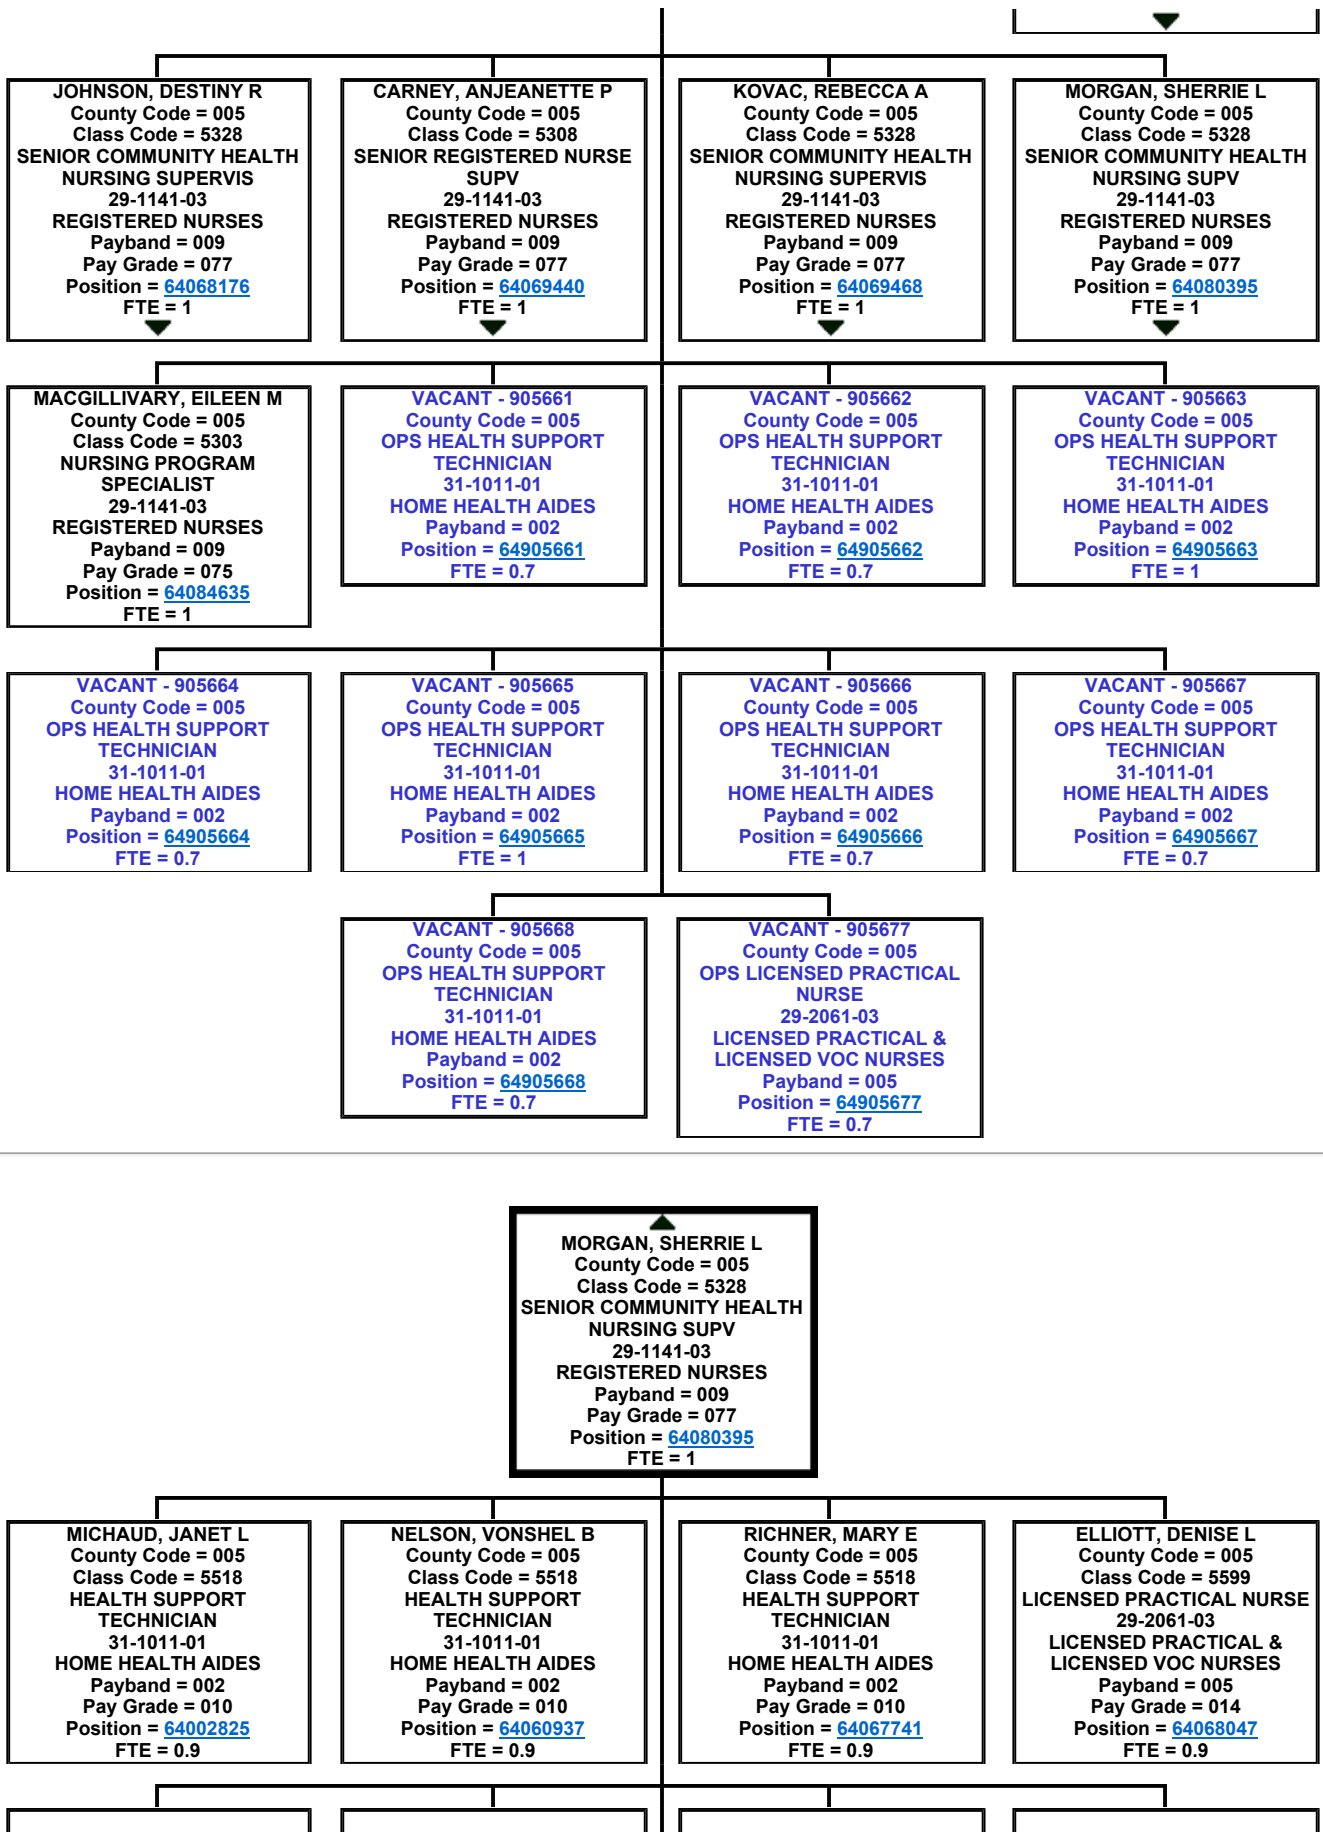 JOHNSON, DESTINY R
County Code = 005
Class Code = 5328
SENIOR COMMUNITY HEALTH
NURSING SUPERVIS
29-1141-03
REGISTERED NURSES
Payband = 009
Pay Grade = 077
Position = 64068176
FTE = 1
CARNEY, ANJEANETTE P
County Code = 005
Class Code = 5308
SENIOR REGISTERED NURSE
SUPV
29-1141-03
REGISTERED NURSES
Payband = 009
Pay Grade = 077
Position = 64069440
FTE = 1
KOVAC, REBECCA A
County Code = 005
Class Code = 5328
SENIOR COMMUNITY HEALTH
NURSING SUPERVIS
29-1141-03
REGISTERED NURSES
Payband = 009
Pay Grade = 077
Position = 64069468
FTE = 1
MORGAN, SHERRIE L
County Code = 005
Class Code = 5328
SENIOR COMMUNITY HEALTH
NURSING SUPV
29-1141-03
REGISTERED NURSES
Payband = 009
Pay Grade = 077
Position = 64080395
FTE = 1
MACGILLIVARY, EILEEN M
County Code = 005
Class Code = 5303
NURSING PROGRAM
SPECIALIST
29-1141-03
REGISTERED NURSES
Payband = 009
Pay Grade = 075
Position = 64084635
FTE = 1
VACANT - 905661
County Code = 005
OPS HEALTH SUPPORT
TECHNICIAN
31-1011-01
HOME HEALTH AIDES
Payband = 002
Position = 64905661
FTE = 0.7
VACANT - 905662
County Code = 005
OPS HEALTH SUPPORT
TECHNICIAN
31-1011-01
HOME HEALTH AIDES
Payband = 002
Position = 64905662
FTE = 0.7
VACANT - 905663
County Code = 005
OPS HEALTH SUPPORT
TECHNICIAN
31-1011-01
HOME HEALTH AIDES
Payband = 002
Position = 64905663
FTE = 1
VACANT - 905664
County Code = 005
OPS HEALTH SUPPORT
TECHNICIAN
31-1011-01
HOME HEALTH AIDES
Payband = 002
Position = 64905664
FTE = 0.7
VACANT - 905665
County Code = 005
OPS HEALTH SUPPORT
TECHNICIAN
31-1011-01
HOME HEALTH AIDES
Payband = 002
Position = 64905665
FTE = 1
VACANT - 905666
County Code = 005
OPS HEALTH SUPPORT
TECHNICIAN
31-1011-01
HOME HEALTH AIDES
Payband = 002
Position = 64905666
FTE = 0.7
VACANT - 905667
County Code = 005
OPS HEALTH SUPPORT
TECHNICIAN
31-1011-01
HOME HEALTH AIDES
Payband = 002
Position = 64905667
FTE = 0.7
VACANT - 905668
County Code = 005
OPS HEALTH SUPPORT
TECHNICIAN
31-1011-01
HOME HEALTH AIDES
Payband = 002
Position = 64905668
FTE = 0.7
VACANT - 905677
County Code = 005
OPS LICENSED PRACTICAL
NURSE
29-2061-03
LICENSED PRACTICAL &
LICENSED VOC NURSES
Payband = 005
Position = 64905677
FTE = 0.7
MORGAN, SHERRIE L
County Code = 005
Class Code = 5328
SENIOR COMMUNITY HEALTH
NURSING SUPV
29-1141-03
REGISTERED NURSES
Payband = 009
Pay Grade = 077
Position = 64080395
FTE = 1
MICHAUD, JANET L
County Code = 005
Class Code = 5518
HEALTH SUPPORT
TECHNICIAN
31-1011-01
HOME HEALTH AIDES
Payband = 002
Pay Grade = 010
Position = 64002825
FTE = 0.9
NELSON, VONSHEL B
County Code = 005
Class Code = 5518
HEALTH SUPPORT
TECHNICIAN
31-1011-01
HOME HEALTH AIDES
Payband = 002
Pay Grade = 010
Position = 64060937
FTE = 0.9
RICHNER, MARY E
County Code = 005
Class Code = 5518
HEALTH SUPPORT
TECHNICIAN
31-1011-01
HOME HEALTH AIDES
Payband = 002
Pay Grade = 010
Position = 64067741
FTE = 0.9
ELLIOTT, DENISE L
County Code = 005
Class Code = 5599
LICENSED PRACTICAL NURSE
29-2061-03
LICENSED PRACTICAL &
LICENSED VOC NURSES
Payband = 005
Pay Grade = 014
Position = 64068047
FTE = 0.9